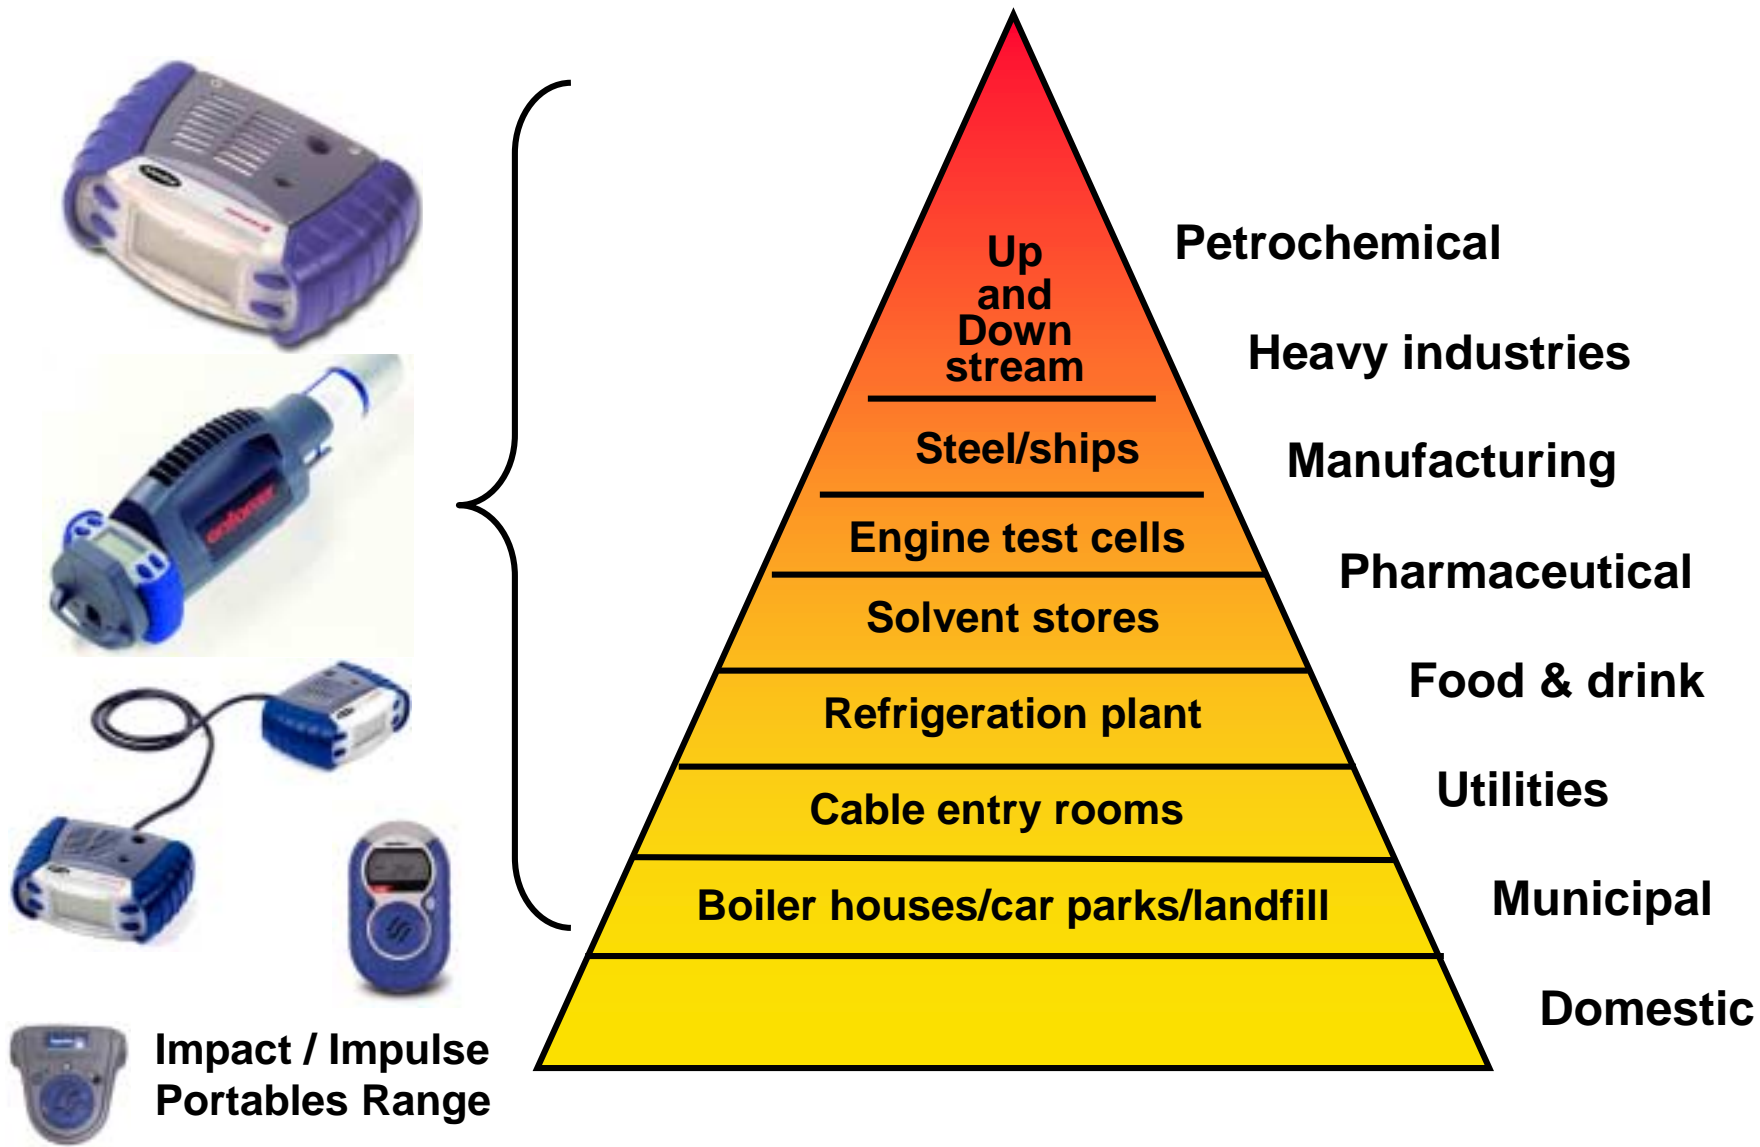 Up
and
Down
stream
Steel/ships
Engine test cells
Solvent stores
Refrigeration plant
Cable entry rooms
Boiler houses/car parks/landfill
Petrochemical
Heavy industries
Manufacturing
Pharmaceutical
Food & drink
Utilities
Municipal
Domestic
enforcer
Impact / Impulse
Portables Range